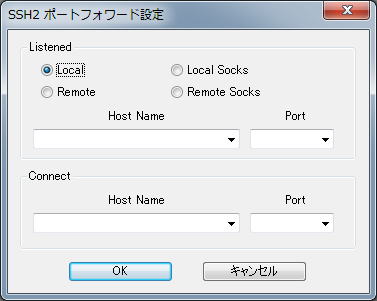 SSH2 ポートフォワード設定
Listened
Local
Local Socks
Remote
Remote Socks
Host Name
Port
Connect
Host Name
Port
OK
キャンセル